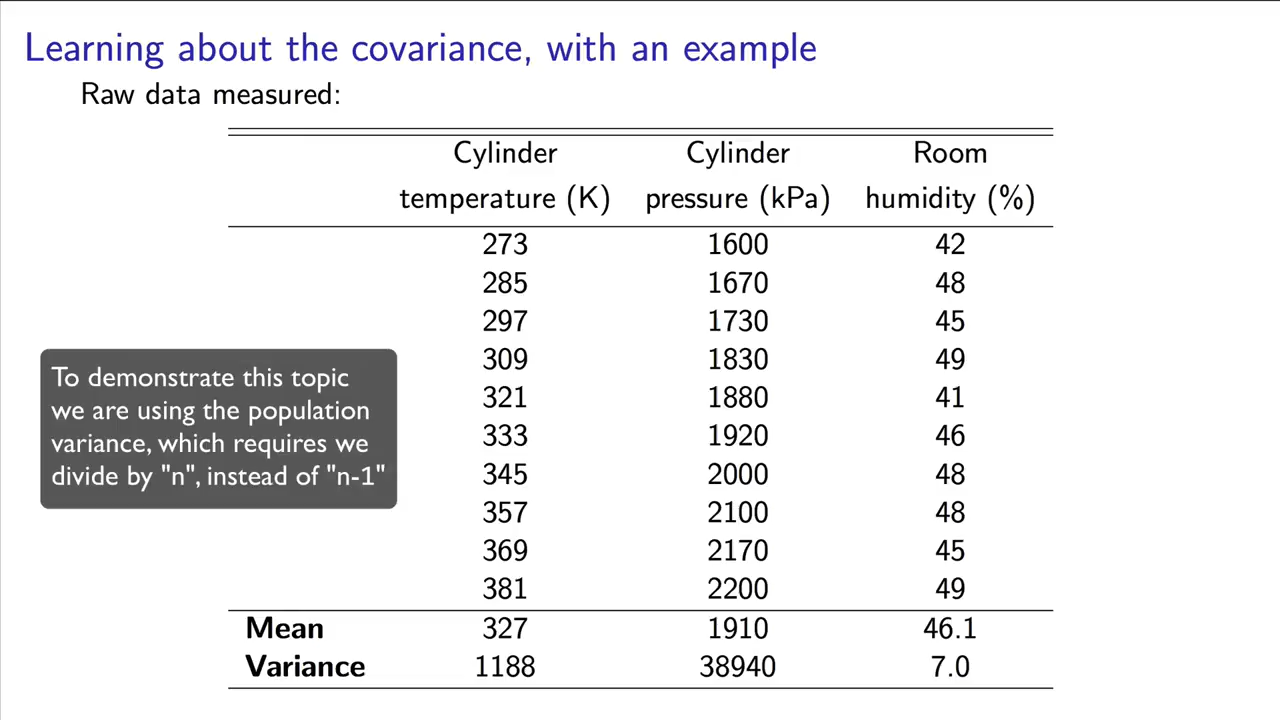 Learning about the covariance, with an example
Raw data measured:
Cylinder Cylinder Room
temperature (K) pressure (kPa) humidity (%)
273 1600 42
285 1670 48
297 1730 45
309 1830 49
321 1880 41
333 1920 46
345 2000 48
357 2100 48
369 2170 45
381 2200 49
Mean 327 1910 46.1
Variance 1188 38940 7.0
To demonstrate this topic
we are using the population
variance, which requires we
divide by "n", instead of "n-1"